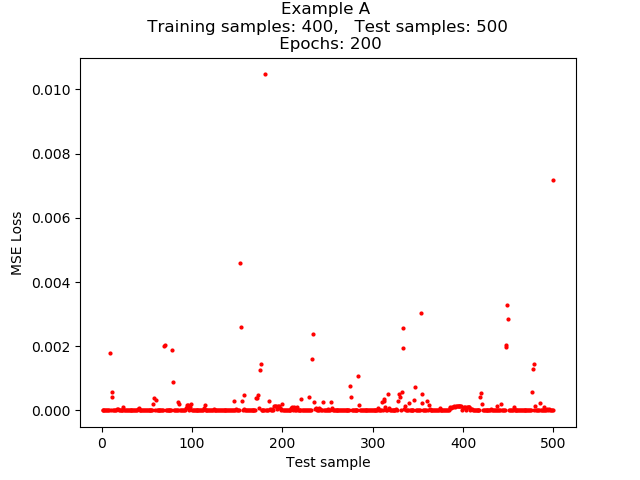 Example A
Training samples: 400,   Test samples: 500
Epochs: 200
0.010
0.008
0.006
0.004
0.002
0.000
MSE Loss
0
100
200
300
400
500
Test sample